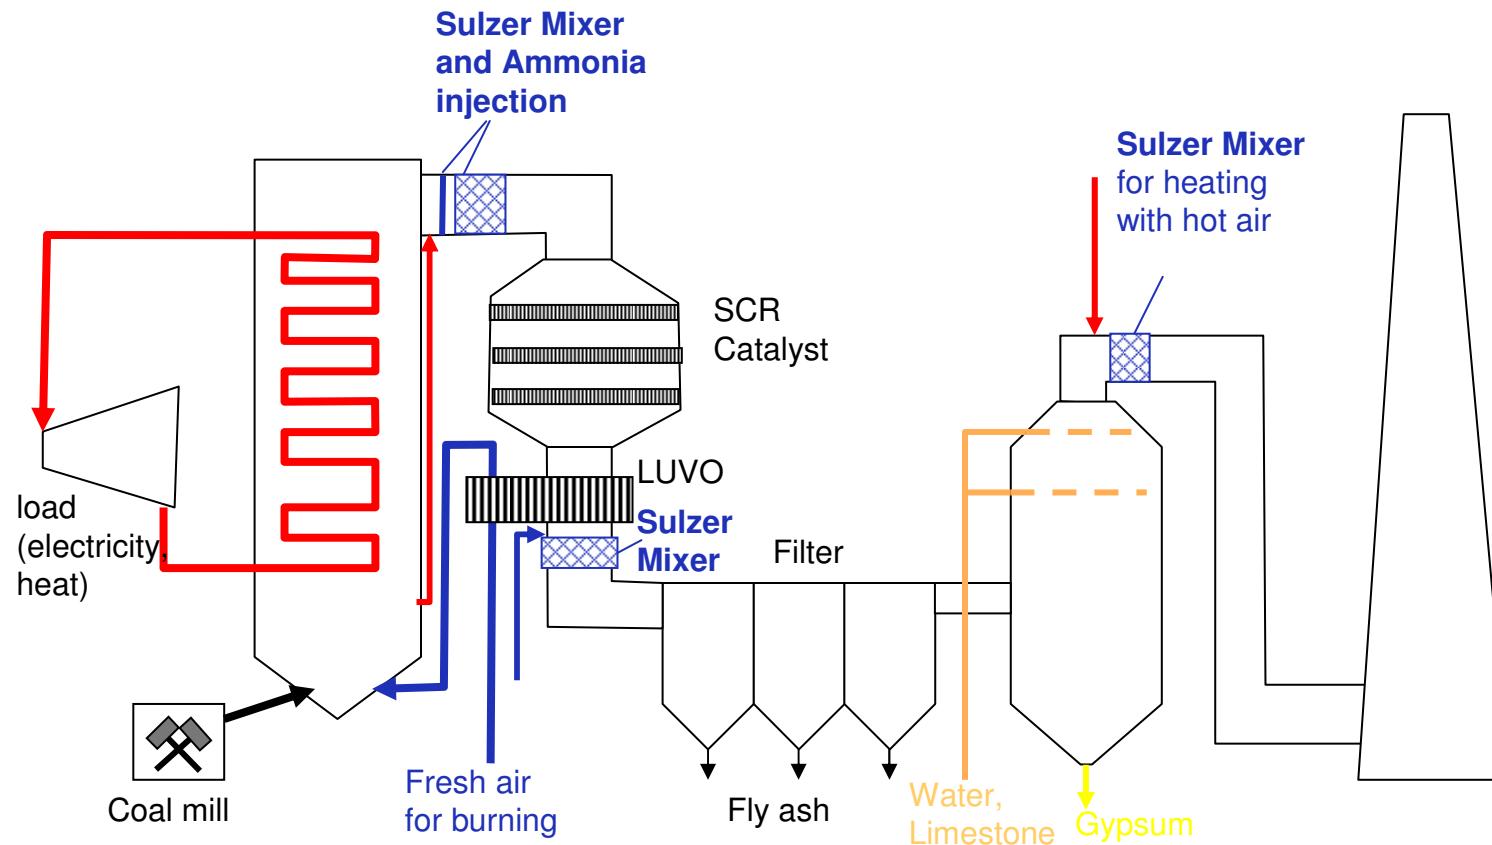 Sulzer Mixer
and Ammonia
injection
Sulzer Mixer
for heating
with hot air
SCR
Catalyst
LUVO
load
(electricity,
heat)
Sulzer
Mixer
Filter
Coal mill
Fresh air
for burning
Fly ash
Water,
Limestone
Gypsum